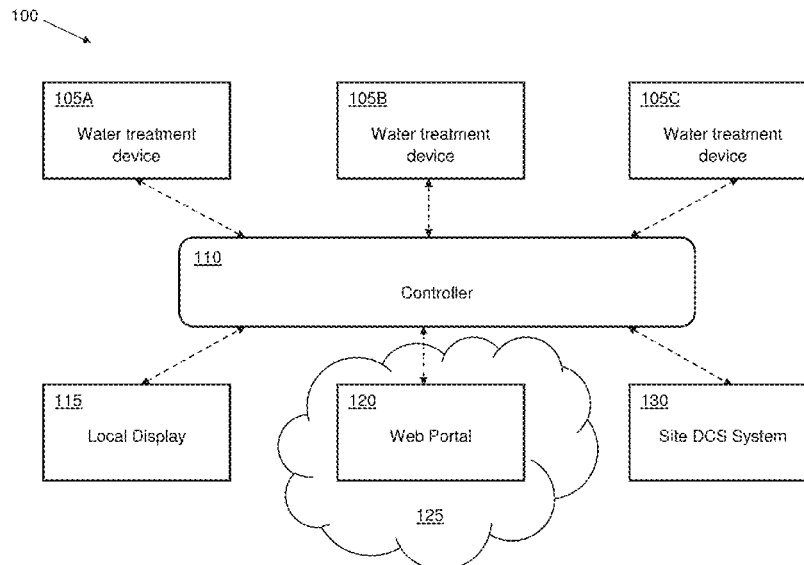 100
105A
Water treatment
device
105B
Water treatment
device
105C
Water treatment
device
110
Controller
115
Local Display
120
Web Portal
130
Site DCS System
125